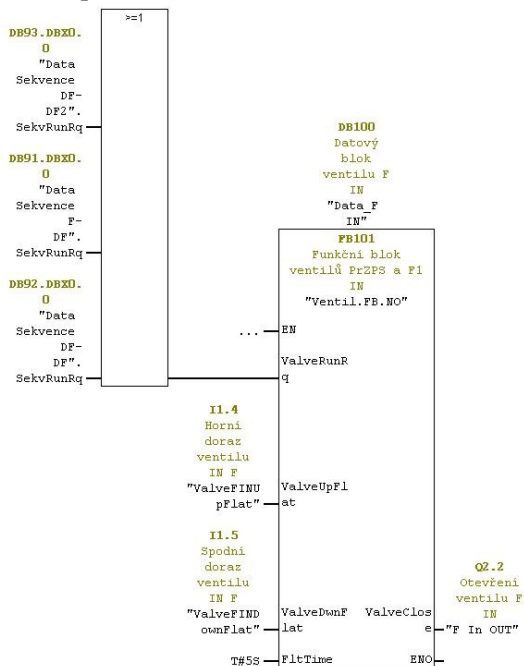 >=1
DB93.DBX0.
0
"Data
Sekvence
DF-
DF2".
SekvRunRq
DB91.DBX0.
0
"Data
Sekvence
F-
DF".
SekvRunRq
DB92.DBX0.
0
"Data
Sekvence
DF-
DF".
SekvRunRq
DB100
Datový
blok
ventilu F
IN
"Data_F
IN"
FB101
Funkční blok
ventilů PrZPS a F1
IN
"Ventil.FB.NO"
... EN
ValveRunR
q
I1.4
Horní
doraz
ventilu
IN F
"ValveFINU ValveUpFl
pFlat" at
I1.5
Spodní
doraz
ventilu
IN F
"ValveFIND ValveDwnF
ownFlat" lat
Q2.2
Otevření
ventilu F
IN
ValveClos
e "F In OUT"
T#5S FltTime ENO